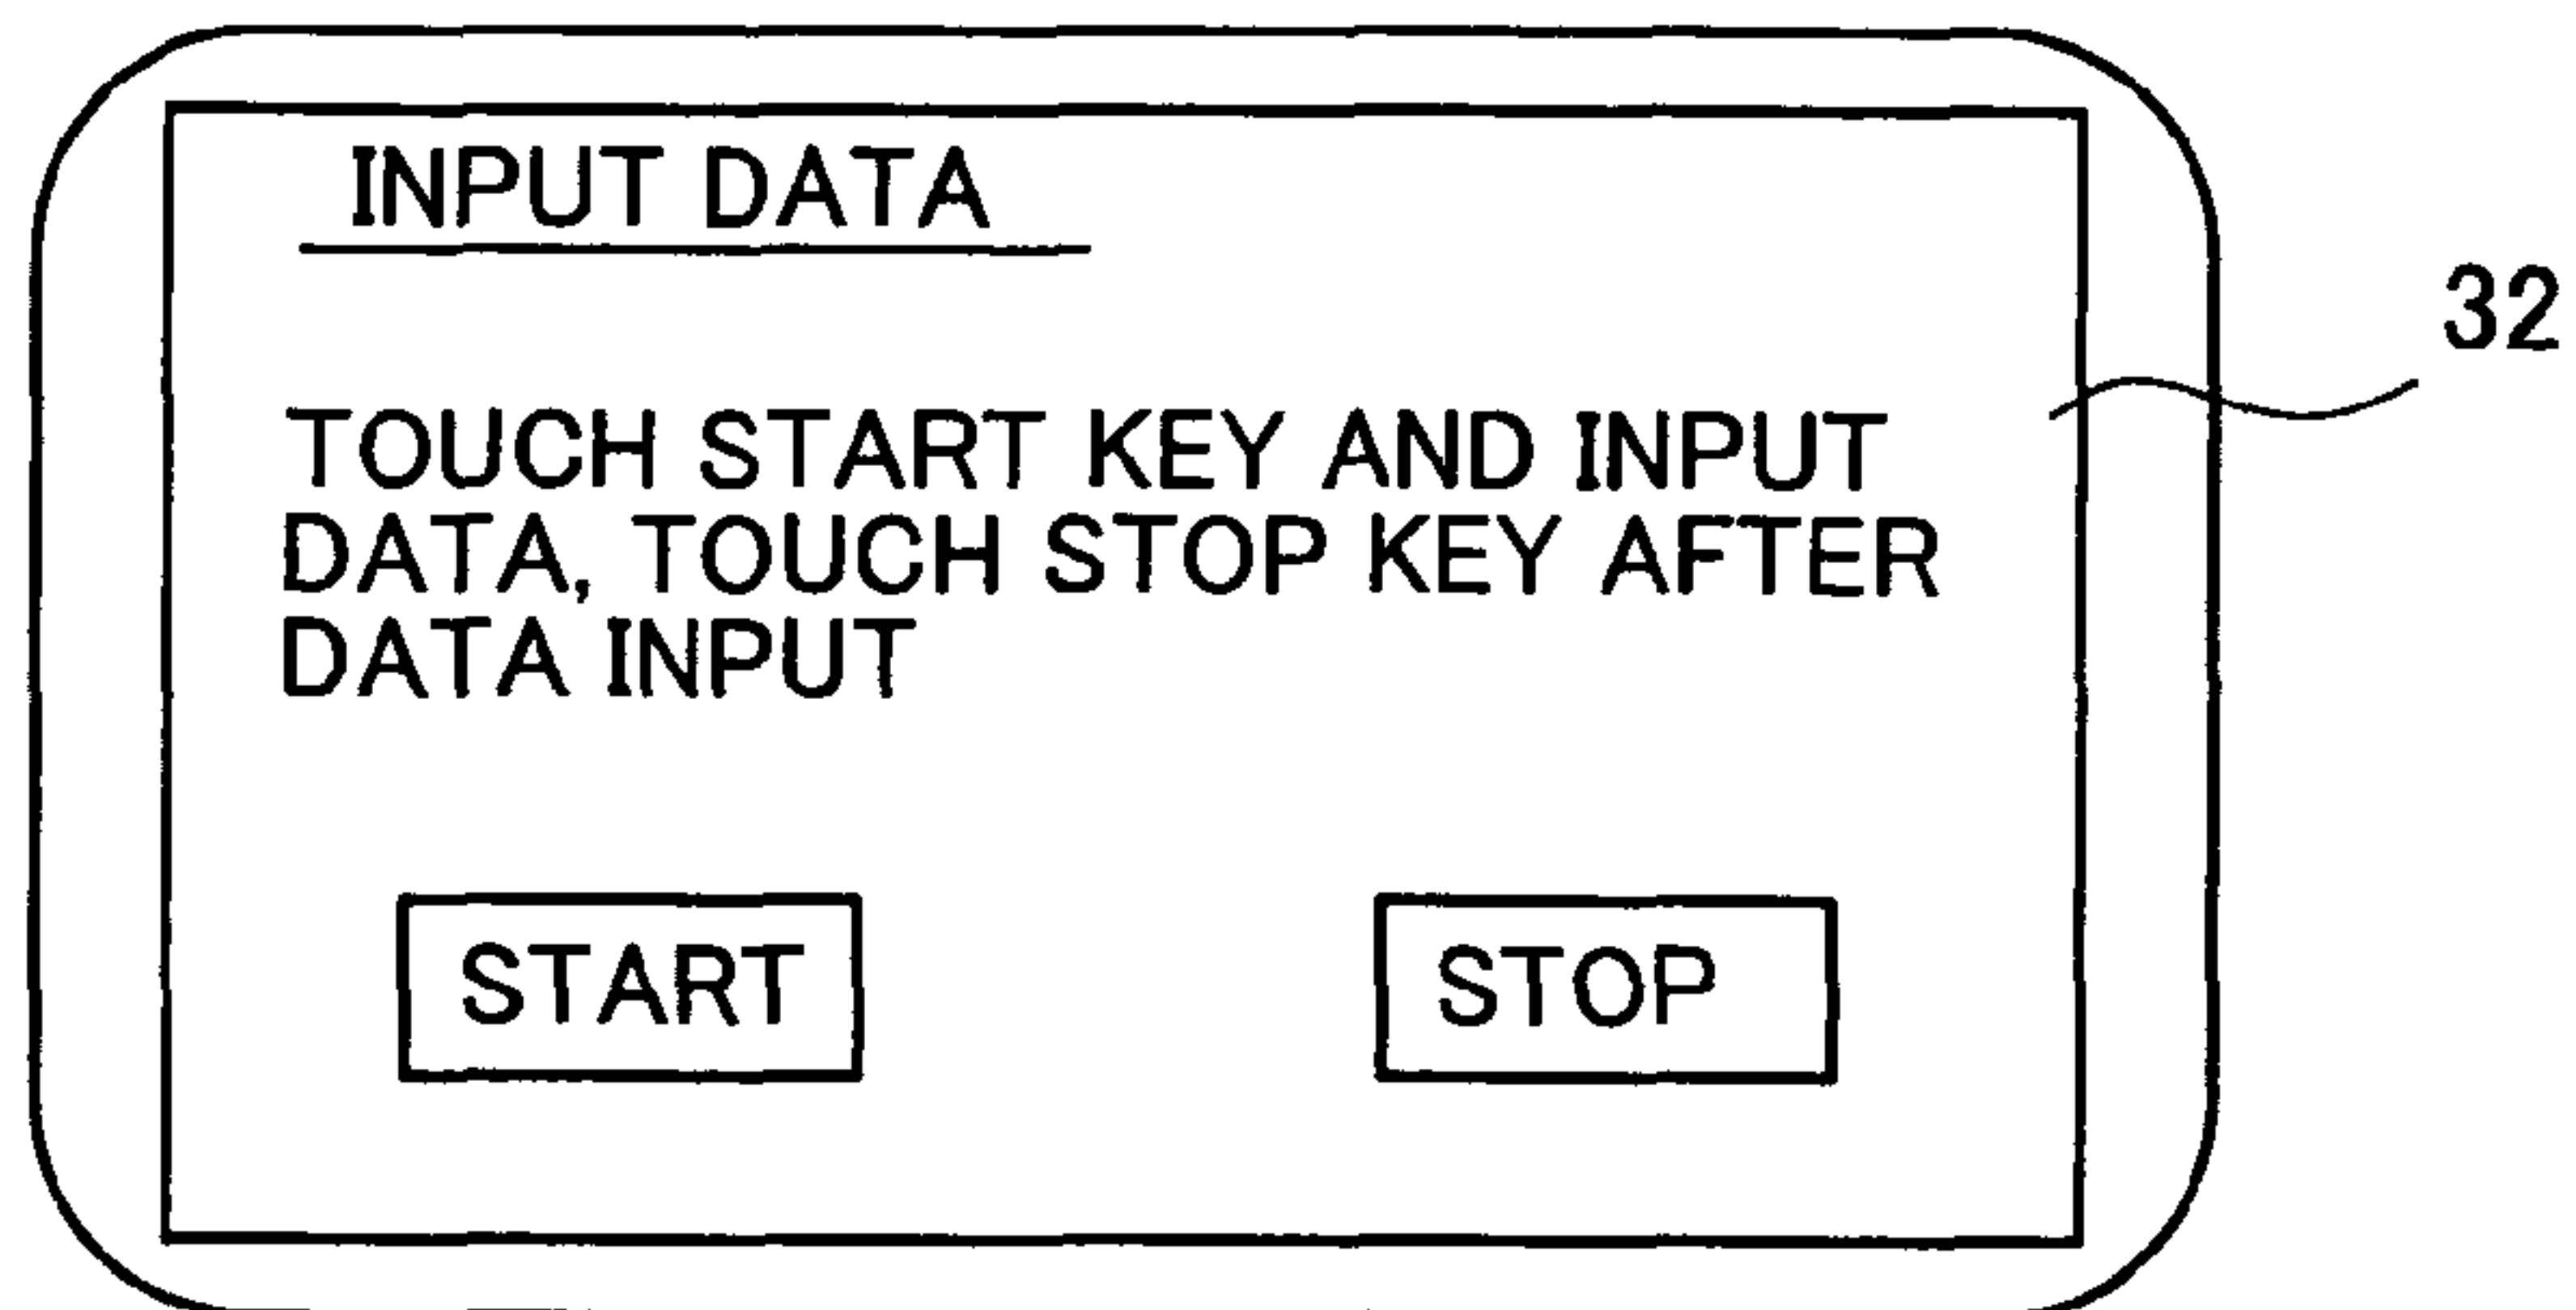 INPUT DATA
32
TOUCH START KEY AND INPUT
DATA, TOUCH STOP KEY AFTER
DATA INPUT
START STOP